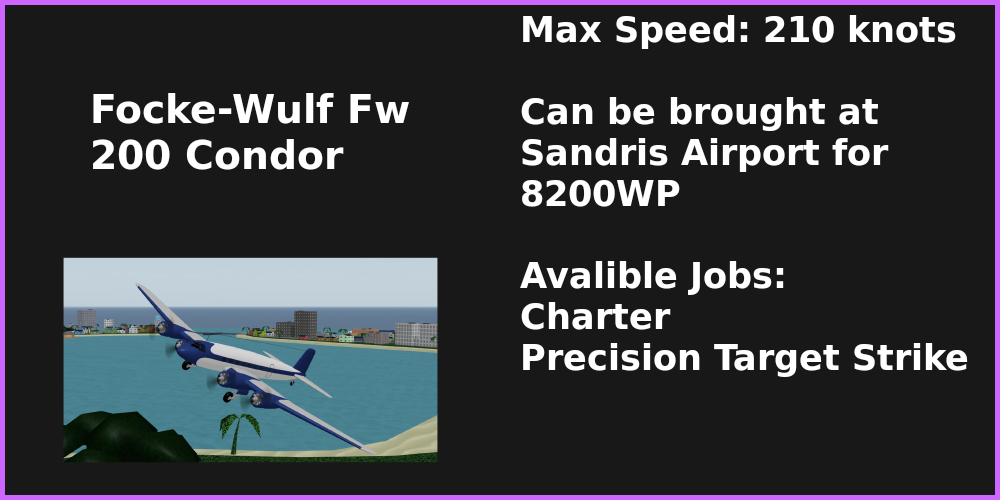 Focke-Wulf Fw
200 Condor
Max Speed: 210 knots
Can be brought at
Sandris Airport for
8200WP
Avalible Jobs:
Charter
Precision Target Strike